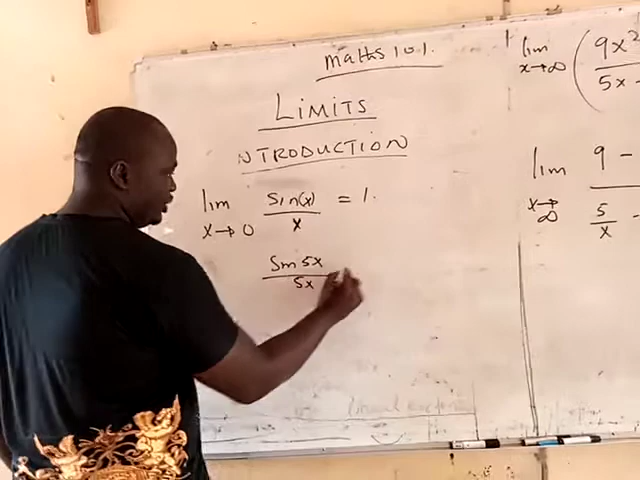 maths 101.
LIMITS
NTRODUCTION
lim sin(x) = 1.
x→0 x
Sin 5x
5x
lim 9x²
x→∞ 5x -
lim 9 -
x→∞ 5
x -